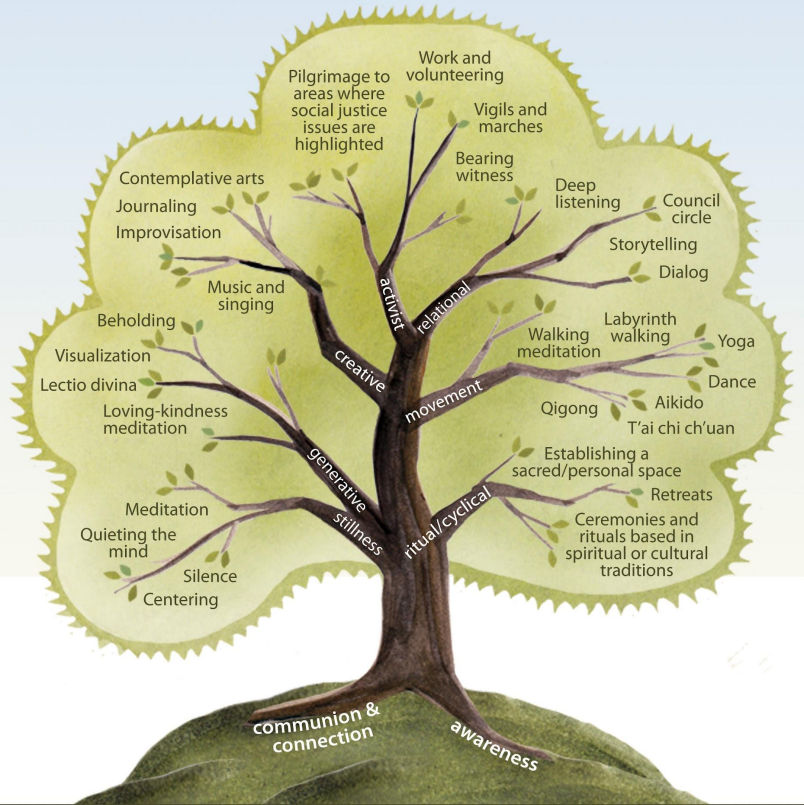 Work and
volunteering
Pilgrimage to
areas where
social justice
issues are
highlighted
Vigils and
marches
Bearing
witness
Contemplative arts
Journaling
Improvisation
Music and
singing
Deep
listening
Council
circle
Storytelling
Dialog
activist
relational
creative
movement
Beholding
Visualization
Lectio divina
Loving-kindness
meditation
Walking
meditation
Labyrinth
walking
Yoga
Dance
Aikido
Qigong
T'ai chi ch'uan
generative
stillness
ritual/cyclical
Meditation
Quieting the
mind
Silence
Centering
Establishing a
sacred/personal space
Retreats
Ceremonies and
rituals based in
spiritual or cultural
traditions
communion &
connection
awareness